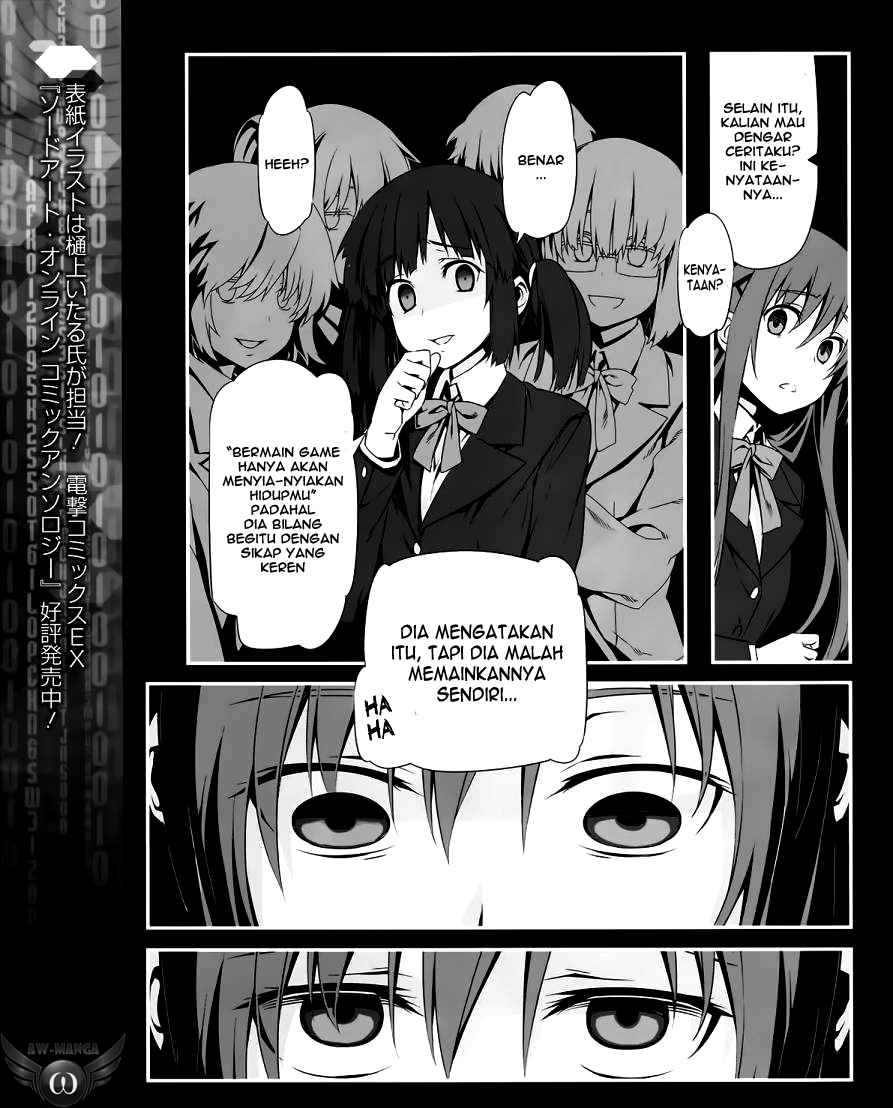 SELAIN ITU,
KALIAN MAU
DENGAR
CERITAKU?
INI KE-
NYATAAN-
NYA...
KENYA-
TAAN?
BENAR
...
HEEH?
"BERMAIN GAME
HANYA AKAN
MENYIA-NYIAKAN
HIDUPMU"
PADAHAL
DIA BILANG
BEGITU DENGAN
SIKAP YANG
KEREN
DIA MENGATAKAN
ITU, TAPI DIA MALAH
MEMAINKANNYA
SENDIRI...
HA
HA
表紙イラストは樋上いたる氏が担当! 電撃コミックスEX
『ソードアート・オンライン コミックアンソロジー』 好評発売中!
AW-MANGA
ω